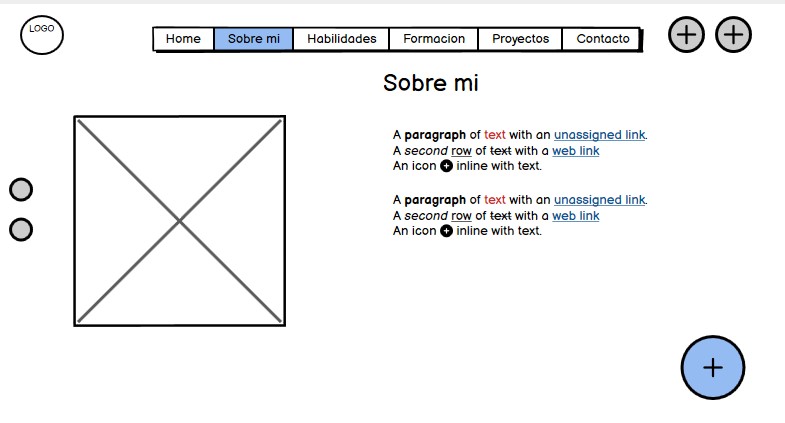 LOGO
Home Sobre mi Habilidades Formacion Proyectos Contacto
Sobre mi
A paragraph of text with an unassigned link.
A second row of text with a web link
An icon inline with text.
A paragraph of text with an unassigned link.
A second row of text with a web link
An icon inline with text.